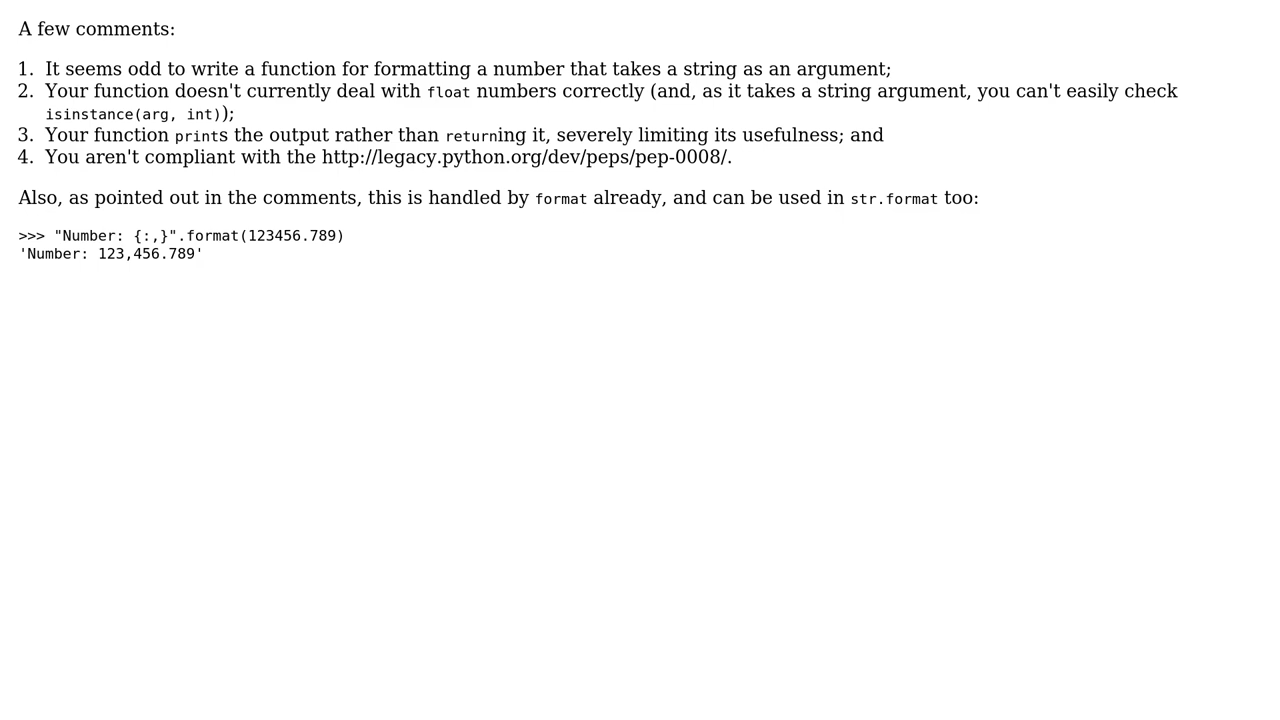 A few comments:
1. It seems odd to write a function for formatting a number that takes a string as an argument;
2. Your function doesn't currently deal with float numbers correctly (and, as it takes a string argument, you can't easily check
isinstance(arg, int));
3. Your function prints the output rather than returning it, severely limiting its usefulness; and
4. You aren't compliant with the http://legacy.python.org/dev/peps/pep-0008/.
Also, as pointed out in the comments, this is handled by format already, and can be used in str.format too:
>>> "Number: {:,}".format(123456.789)
'Number: 123,456.789'